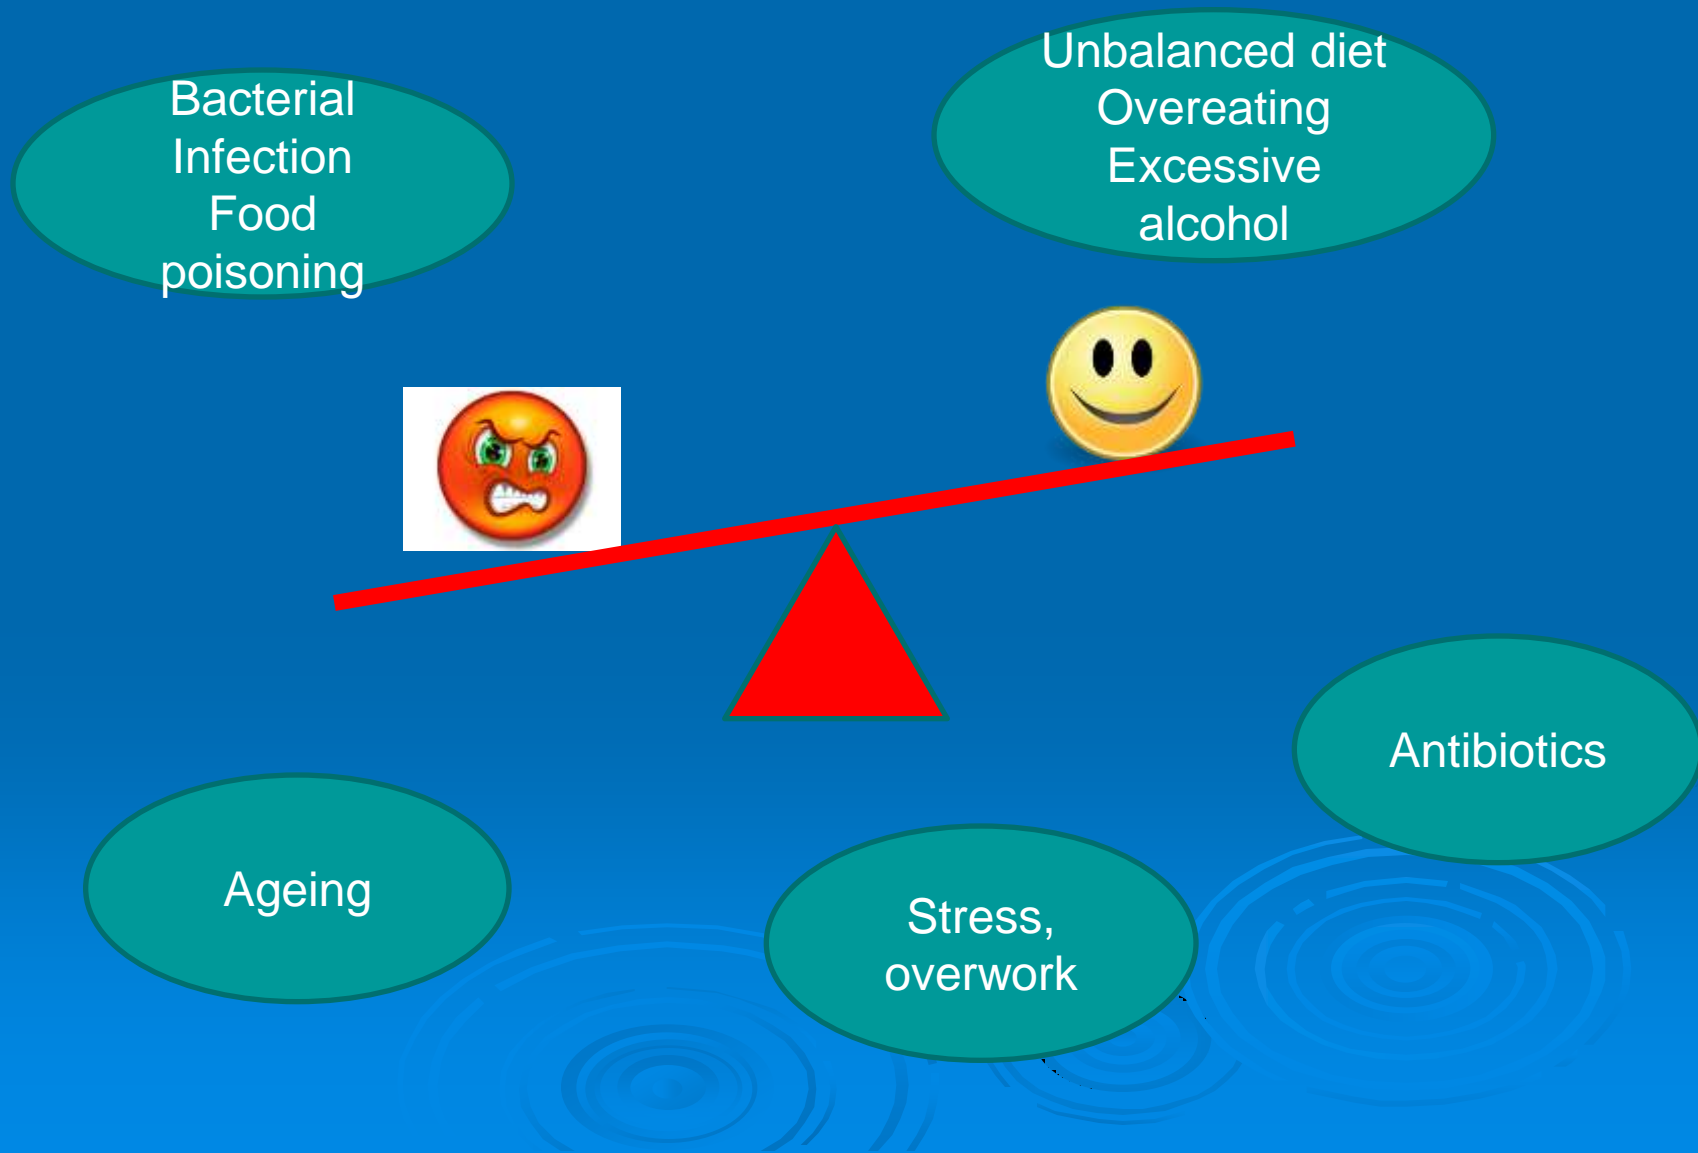 Bacterial
Infection
Food
poisoning
Unbalanced diet
Overeating
Excessive
alcohol
Antibiotics
Ageing
Stress,
overwork